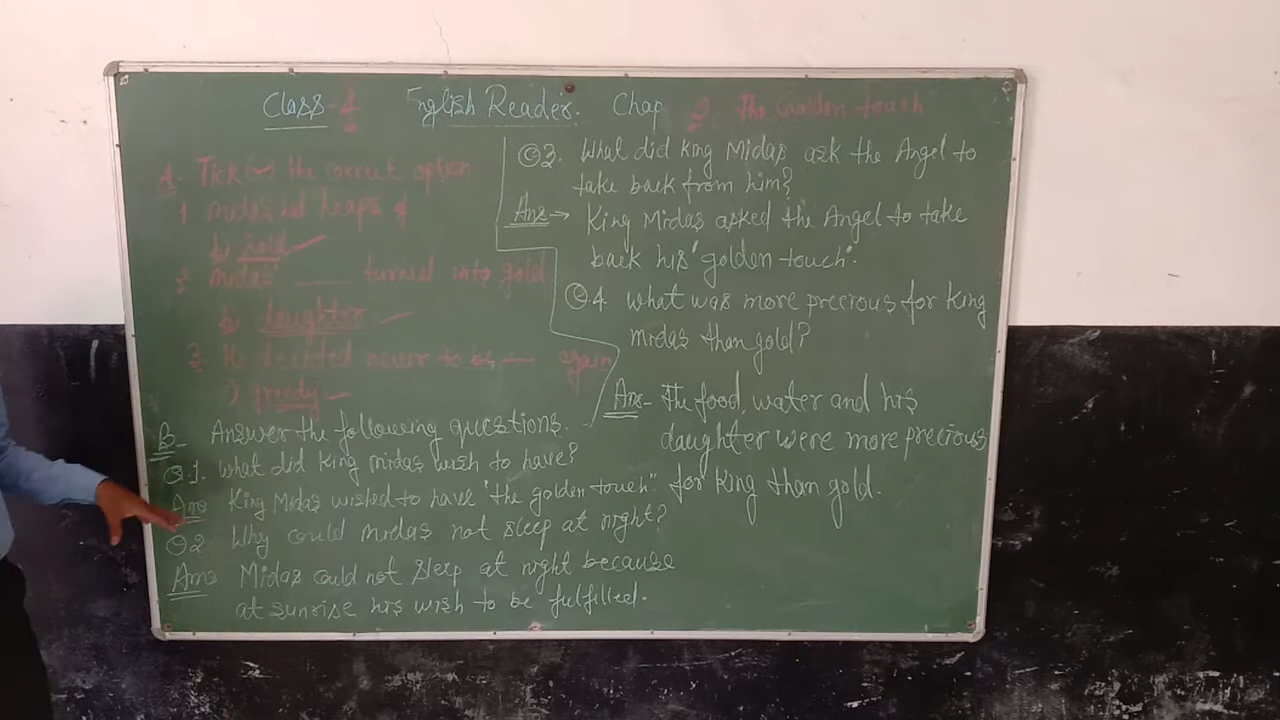 Class-4 English Reader. Chap 9. The Golden touch
A. Tick ✓ the correct option
1 midas had heaps of
b) Gold ✓
2 midas' ___ turned into gold
b) daughter ✓
3 He decided never to be — again
) greedy ✓
B- Answer the following questions.
Q1. What did King midas wish to have?
Ans King Midas wished to have "the golden touch".
Q2 Why could midas not sleep at night?
Ans Midas could not sleep at night because
at sunrise his wish to be fulfilled.
Q3. What did King Midas ask the Angel to
take back from him?
Ans→ King Midas asked the Angel to take
back his "golden touch".
Q4. What was more precious for King
midas than gold?
Ans- The food, water and his
daughter were more precious
for King than gold.